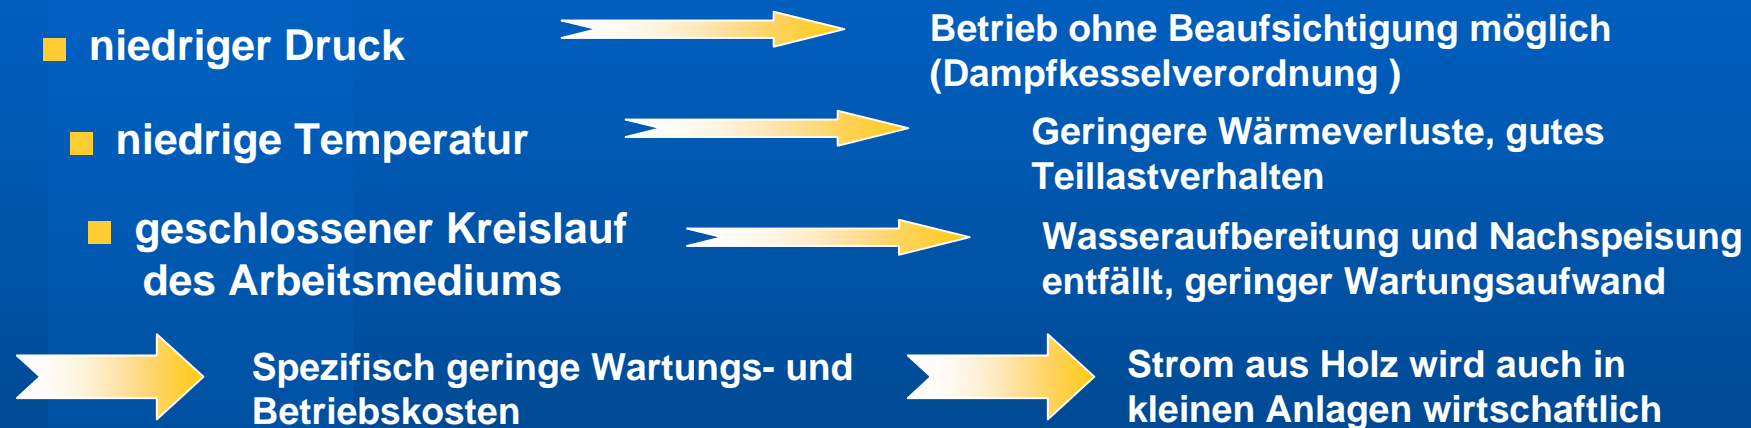 niedriger Druck
Betrieb ohne Beaufsichtigung möglich
(Dampfkesselverordnung )
niedrige Temperatur
Geringere Wärmeverluste, gutes
Teillastverhalten
geschlossener Kreislauf
des Arbeitsmediums
Wasseraufbereitung und Nachspeisung
entfällt, geringer Wartungsaufwand
Spezifisch geringe Wartungs- und
Betriebskosten
Strom aus Holz wird auch in
kleinen Anlagen wirtschaftlich